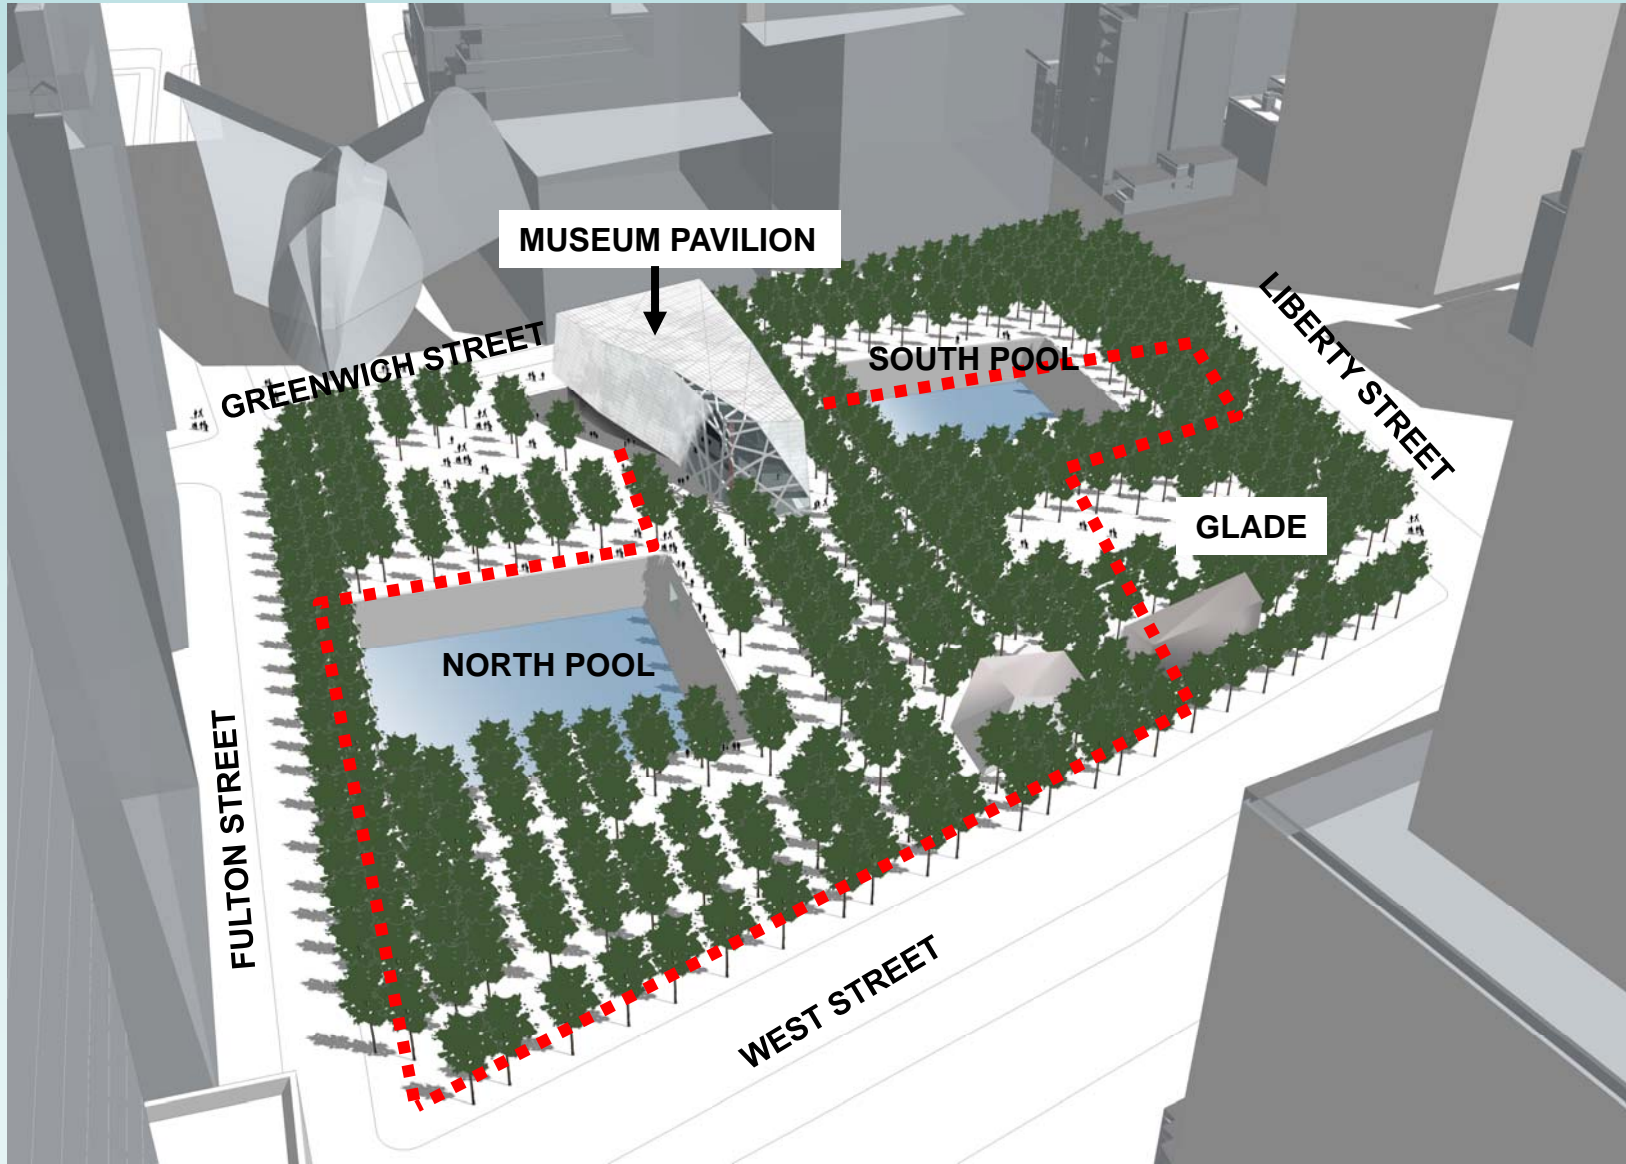 MUSEUM PAVILION
LIBERTY STREET
GREENWICH STREET
SOUTH POOL
GLADE
NORTH POOL
FULTON STREET
WEST STREET